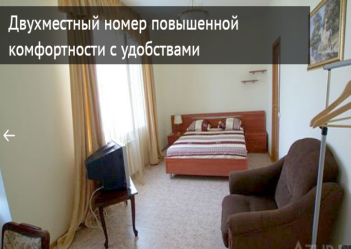 Двухместный номер повышенной
комфортности с удобствами